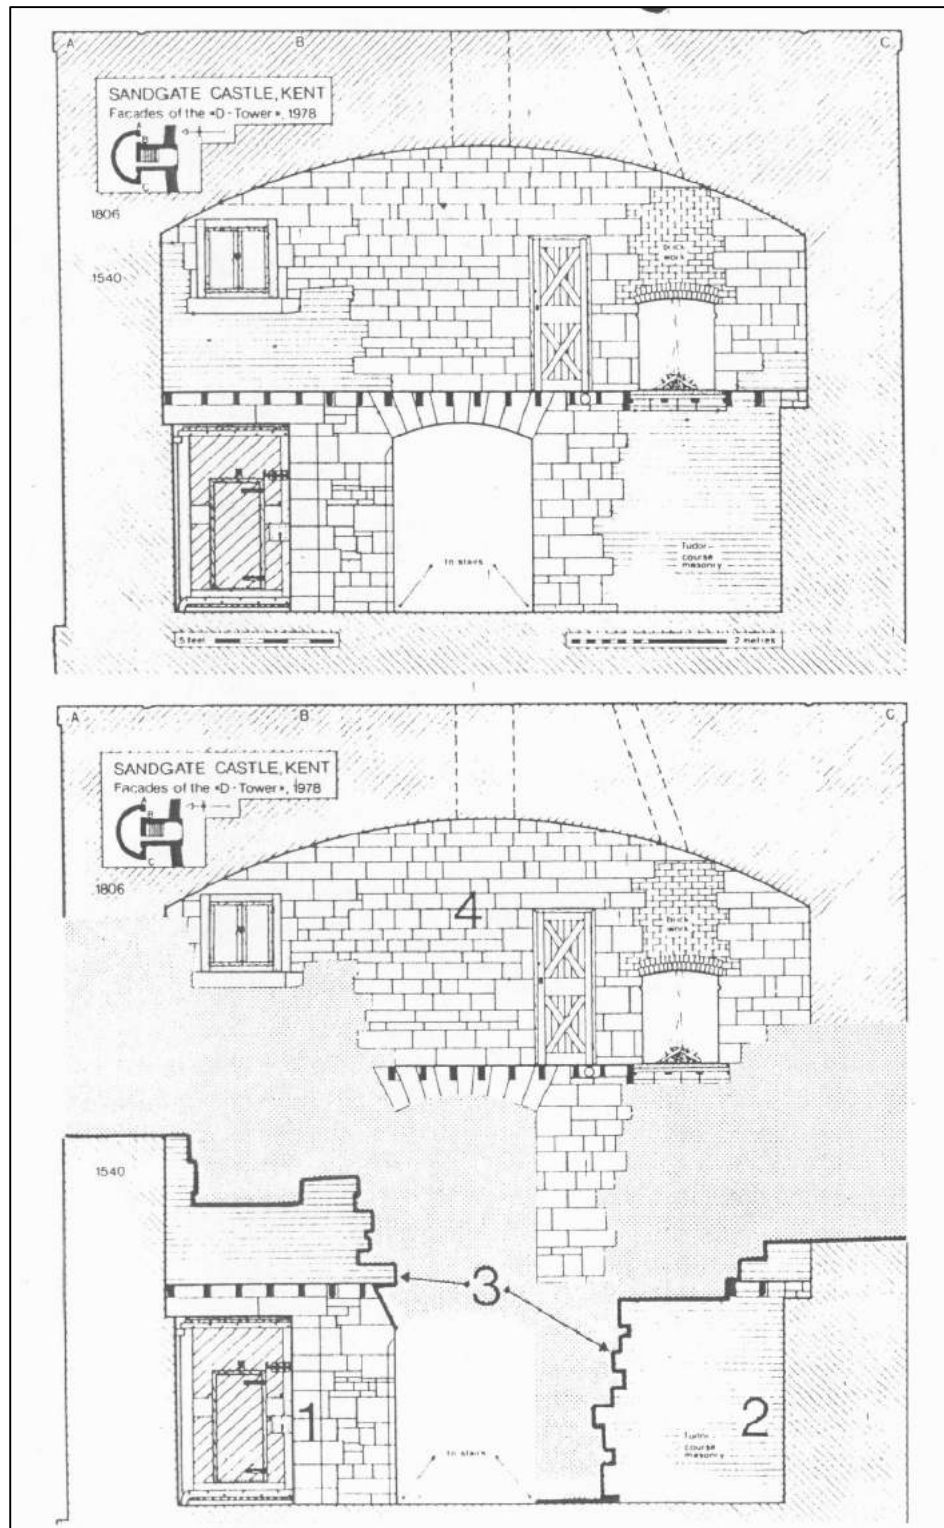 A B C
SANDGATE CASTLE, KENT
Facades of the «D-Tower», 1978
A
B
C
1806
1540
brick
work
Tudor-
course
masonry
to stairs
5 feet 2 metres
A B C
SANDGATE CASTLE, KENT
Facades of the «D-Tower», 1978
A
B
C
1806
4
brick
work
1540
3
1
2
Tudor-
course
masonry
to stairs